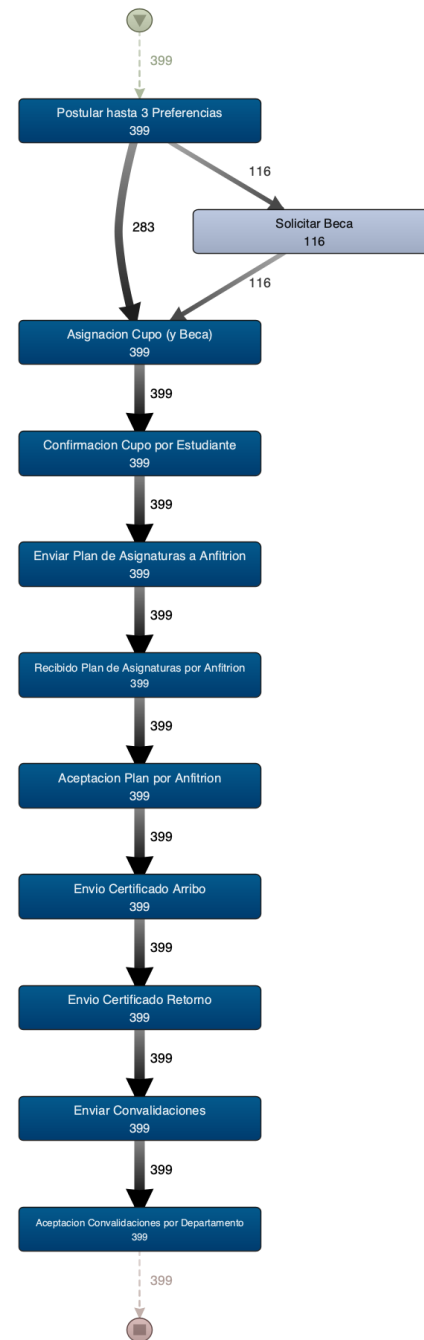 399
Postular hasta 3 Preferencias
399
116
283
Solicitar Beca
116
116
Asignacion Cupo (y Beca)
399
399
Confirmacion Cupo por Estudiante
399
399
Enviar Plan de Asignaturas a Anfitrion
399
399
Recibido Plan de Asignaturas por Anfitrion
399
399
Aceptacion Plan por Anfitrion
399
399
Envio Certificado Arribo
399
399
Envio Certificado Retorno
399
399
Enviar Convalidaciones
399
399
Aceptacion Convalidaciones por Departamento
399
399